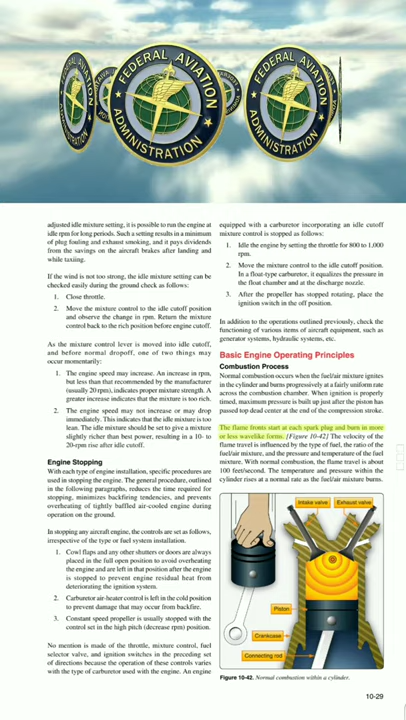 FEDERAL AVIATION
ADMINISTRATION
FEDERAL AVIATION
ADMINISTRATION
adjusted idle mixture setting, it is possible to run the engine at
idle rpm for long periods. Such a setting results in a minimum
of plug fouling and exhaust smoking, and it pays dividends
from the savings on the aircraft brakes after landing and
while taxiing.
If the wind is not too strong, the idle mixture setting can be
checked easily during the ground check as follows:
1. Close throttle.
2. Move the mixture control to the idle cutoff position
and observe the change in rpm. Return the mixture
control back to the rich position before engine cutoff.
As the mixture control lever is moved into idle cutoff,
and before normal dropoff, one of two things may
occur momentarily:
1. The engine speed may increase. An increase in rpm,
but less than that recommended by the manufacturer
(usually 20 rpm), indicates proper mixture strength. A
greater increase indicates that the mixture is too rich.
2. The engine speed may not increase or may drop
immediately. This indicates that the idle mixture is too
lean. The idle mixture should be set to give a mixture
slightly richer than best power, resulting in a 10- to
20-rpm rise after idle cutoff.
Engine Stopping
With each type of engine installation, specific procedures are
used in stopping the engine. The general procedure, outlined
in the following paragraphs, reduces the time required for
stopping, minimizes backfiring tendencies, and prevents
overheating of tightly baffled air-cooled engine during
operation on the ground.
In stopping any aircraft engine, the controls are set as follows,
irrespective of the type or fuel system installation.
1. Cowl flaps and any other shutters or doors are always
placed in the full open position to avoid overheating
the engine and are left in that position after the engine
is stopped to prevent engine residual heat from
deteriorating the ignition system.
2. Carburetor air-heater control is left in the cold position
to prevent damage that may occur from backfire.
3. Constant speed propeller is usually stopped with the
control set in the high pitch (decrease rpm) position.
No mention is made of the throttle, mixture control, fuel
selector valve, and ignition switches in the preceding set
of directions because the operation of these controls varies
with the type of carburetor used with the engine. An engine
equipped with a carburetor incorporating an idle cutoff
mixture control is stopped as follows:
1. Idle the engine by setting the throttle for 800 to 1,000
rpm.
2. Move the mixture control to the idle cutoff position.
In a float-type carburetor, it equalizes the pressure in
the float chamber and at the discharge nozzle.
3. After the propeller has stopped rotating, place the
ignition switch in the off position.
In addition to the operations outlined previously, check the
functioning of various items of aircraft equipment, such as
generator systems, hydraulic systems, etc.
Basic Engine Operating Principles
Combustion Process
Normal combustion occurs when the fuel/air mixture ignites
in the cylinder and burns progressively at a fairly uniform rate
across the combustion chamber. When ignition is properly
timed, maximum pressure is built up just after the piston has
passed top dead center at the end of the compression stroke.
The flame fronts start at each spark plug and burn in more
or less wavelike forms. [Figure 10-42] The velocity of the
flame travel is influenced by the type of fuel, the ratio of the
fuel/air mixture, and the pressure and temperature of the fuel
mixture. With normal combustion, the flame travel is about
100 feet/second. The temperature and pressure within the
cylinder rises at a normal rate as the fuel/air mixture burns.
Intake valve Exhaust valve
Piston
Crankcase
Connecting rod
Figure 10-42. Normal combustion within a cylinder.
10-29